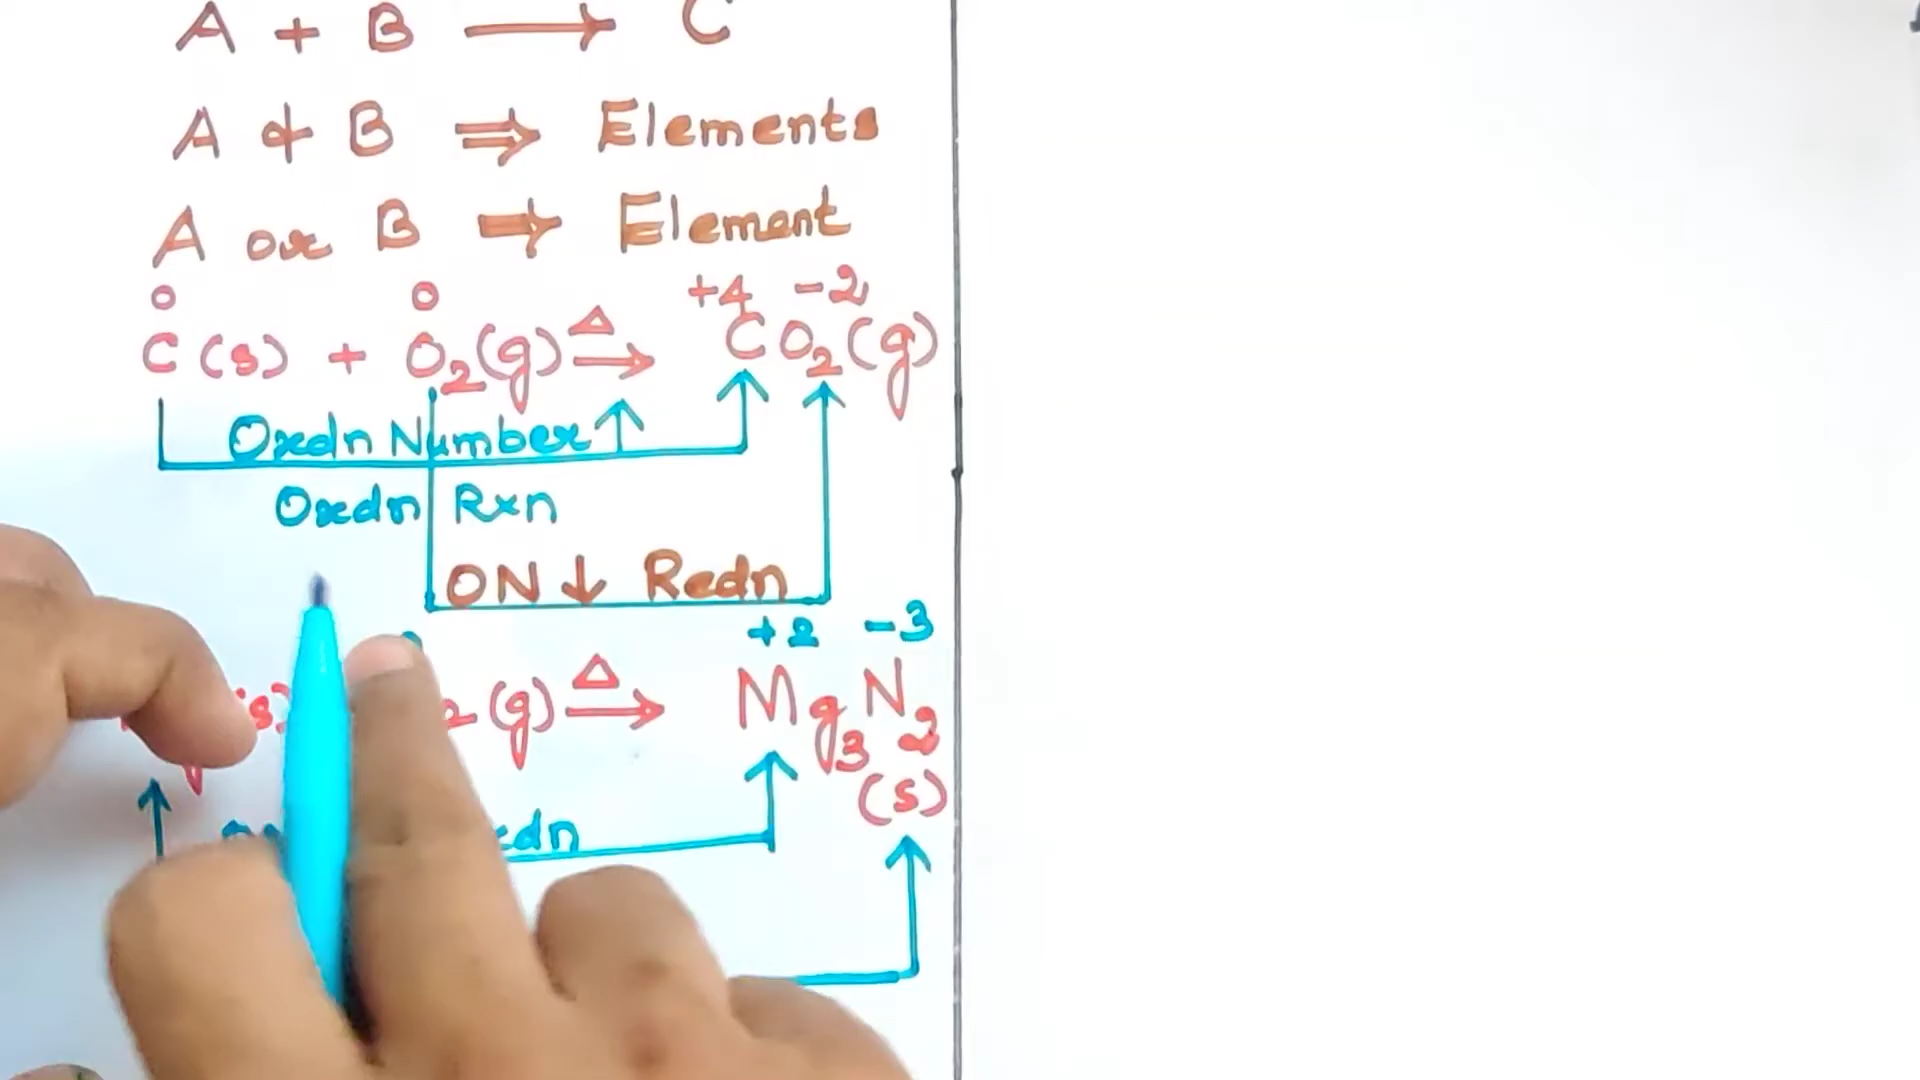 A + B ⟶ C
A & B ⇒ Elements
A or B ⇒ Element
0 0 +4 -2
C (s) + O₂(g) △→ CO₂(g)
Oxdn Number ↑
Oxdn Rxn
ON ↓ Redn
+2 -3
(s) ₂(g) △→ Mg₃N₂
(s)